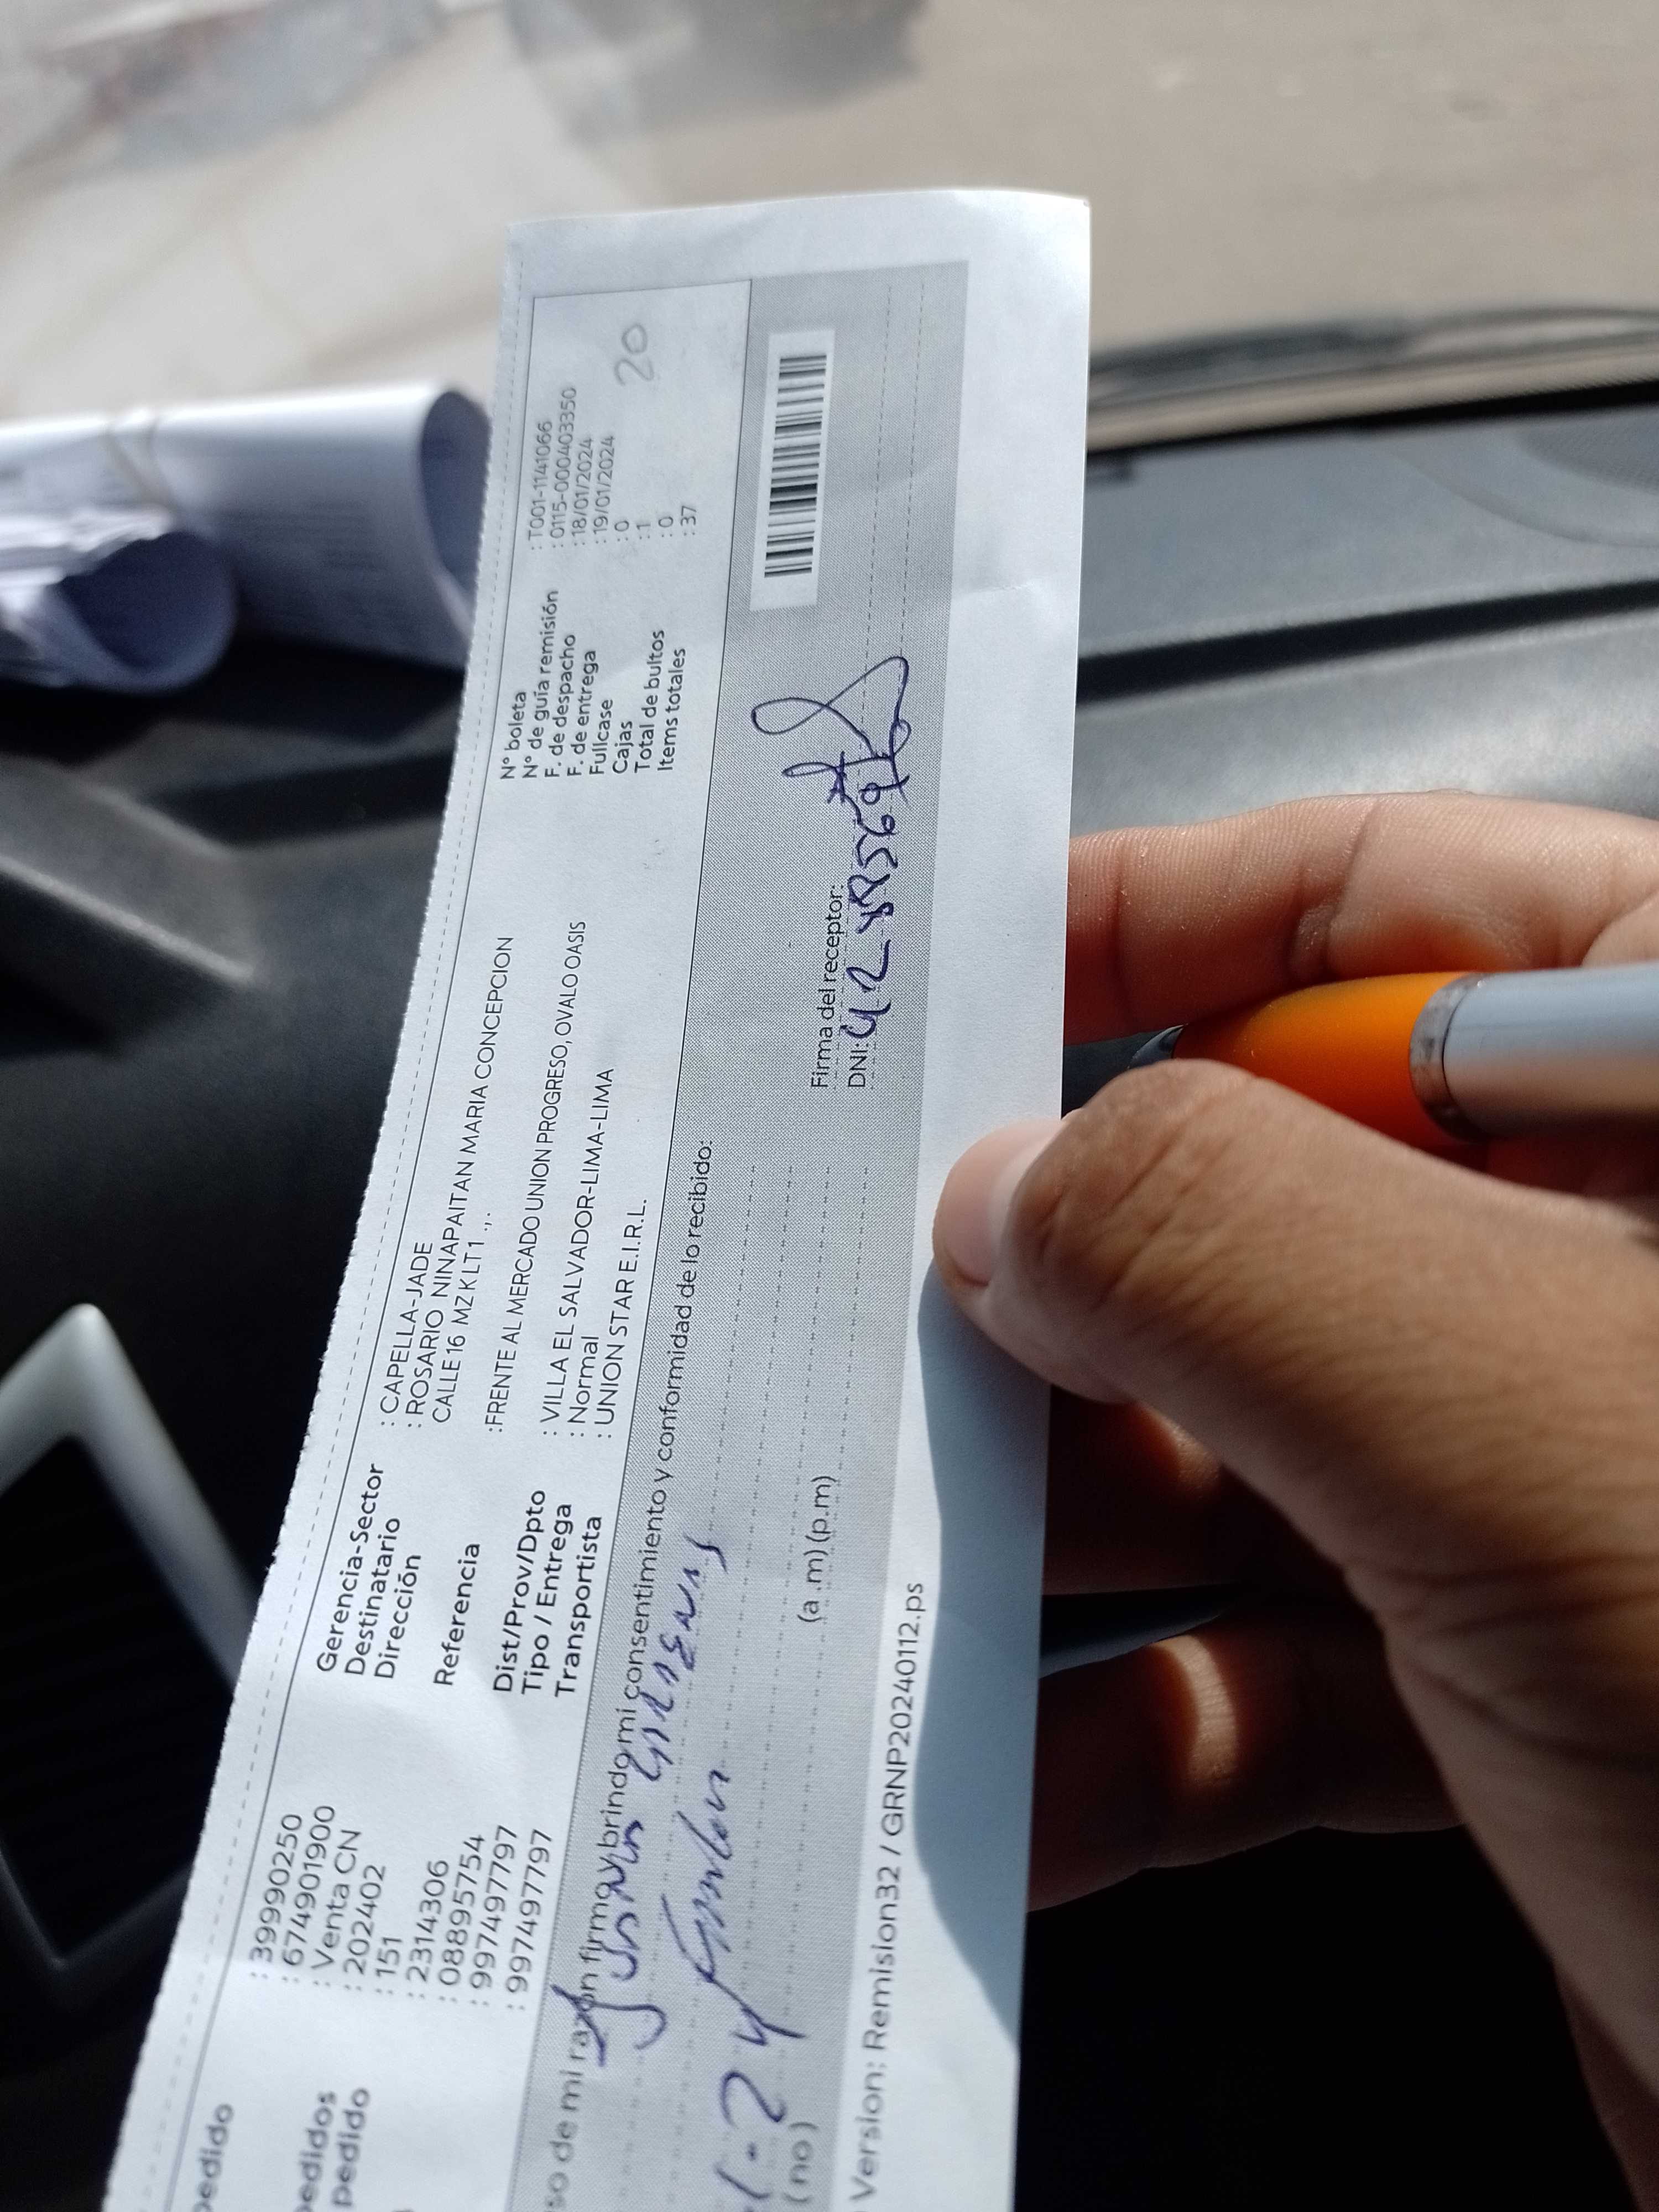 pedido : 39990250
: 6749901900
: Venta CN
pedidos : 202402
pedido : 151
: 2314306
: 08895754
: 997497797
: 997497797
Gerencia-Sector : CAPELLA-JADE
Destinatario : ROSARIO NINAPAITAN MARIA CONCEPCION
Dirección CALLE 16 MZ K LT 1 ., .
Referencia :FRENTE AL MERCADO UNION PROGRESO, OVALO OASIS
Dist/Prov/Dpto : VILLA EL SALVADOR-LIMA-LIMA
Tipo / Entrega : Normal
Transportista : UNION STAR E.I.R.L.
N° boleta : T001-1141066
N° de guía remisión : 0115-000403350
F. de despacho : 18/01/2024
F. de entrega : 19/01/2024
Fullcase : 0
Cajas : 1
Total de bultos : 0
Items totales : 37
20
so de mi razón firmo y brindo mi consentimiento y conformidad de lo recibido:
(no) (a .m) (p.m)
Firma del receptor:
DNI:
Version: Remision32 / GRNP20240112.ps